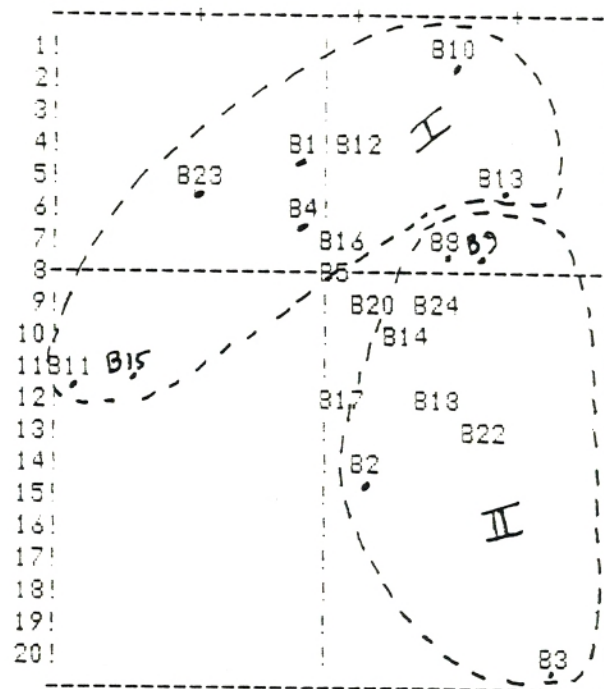 1!
B10
2!
3!
I
4! B1 B12
5! B23 B13
6! B4
7! B16 B8 B9
8 B5
9! B20 B24
10! B14
11!B11 B15
12! B17 B18
13! B22
14! B2
15!
16! II
17!
18!
19!
20! B3